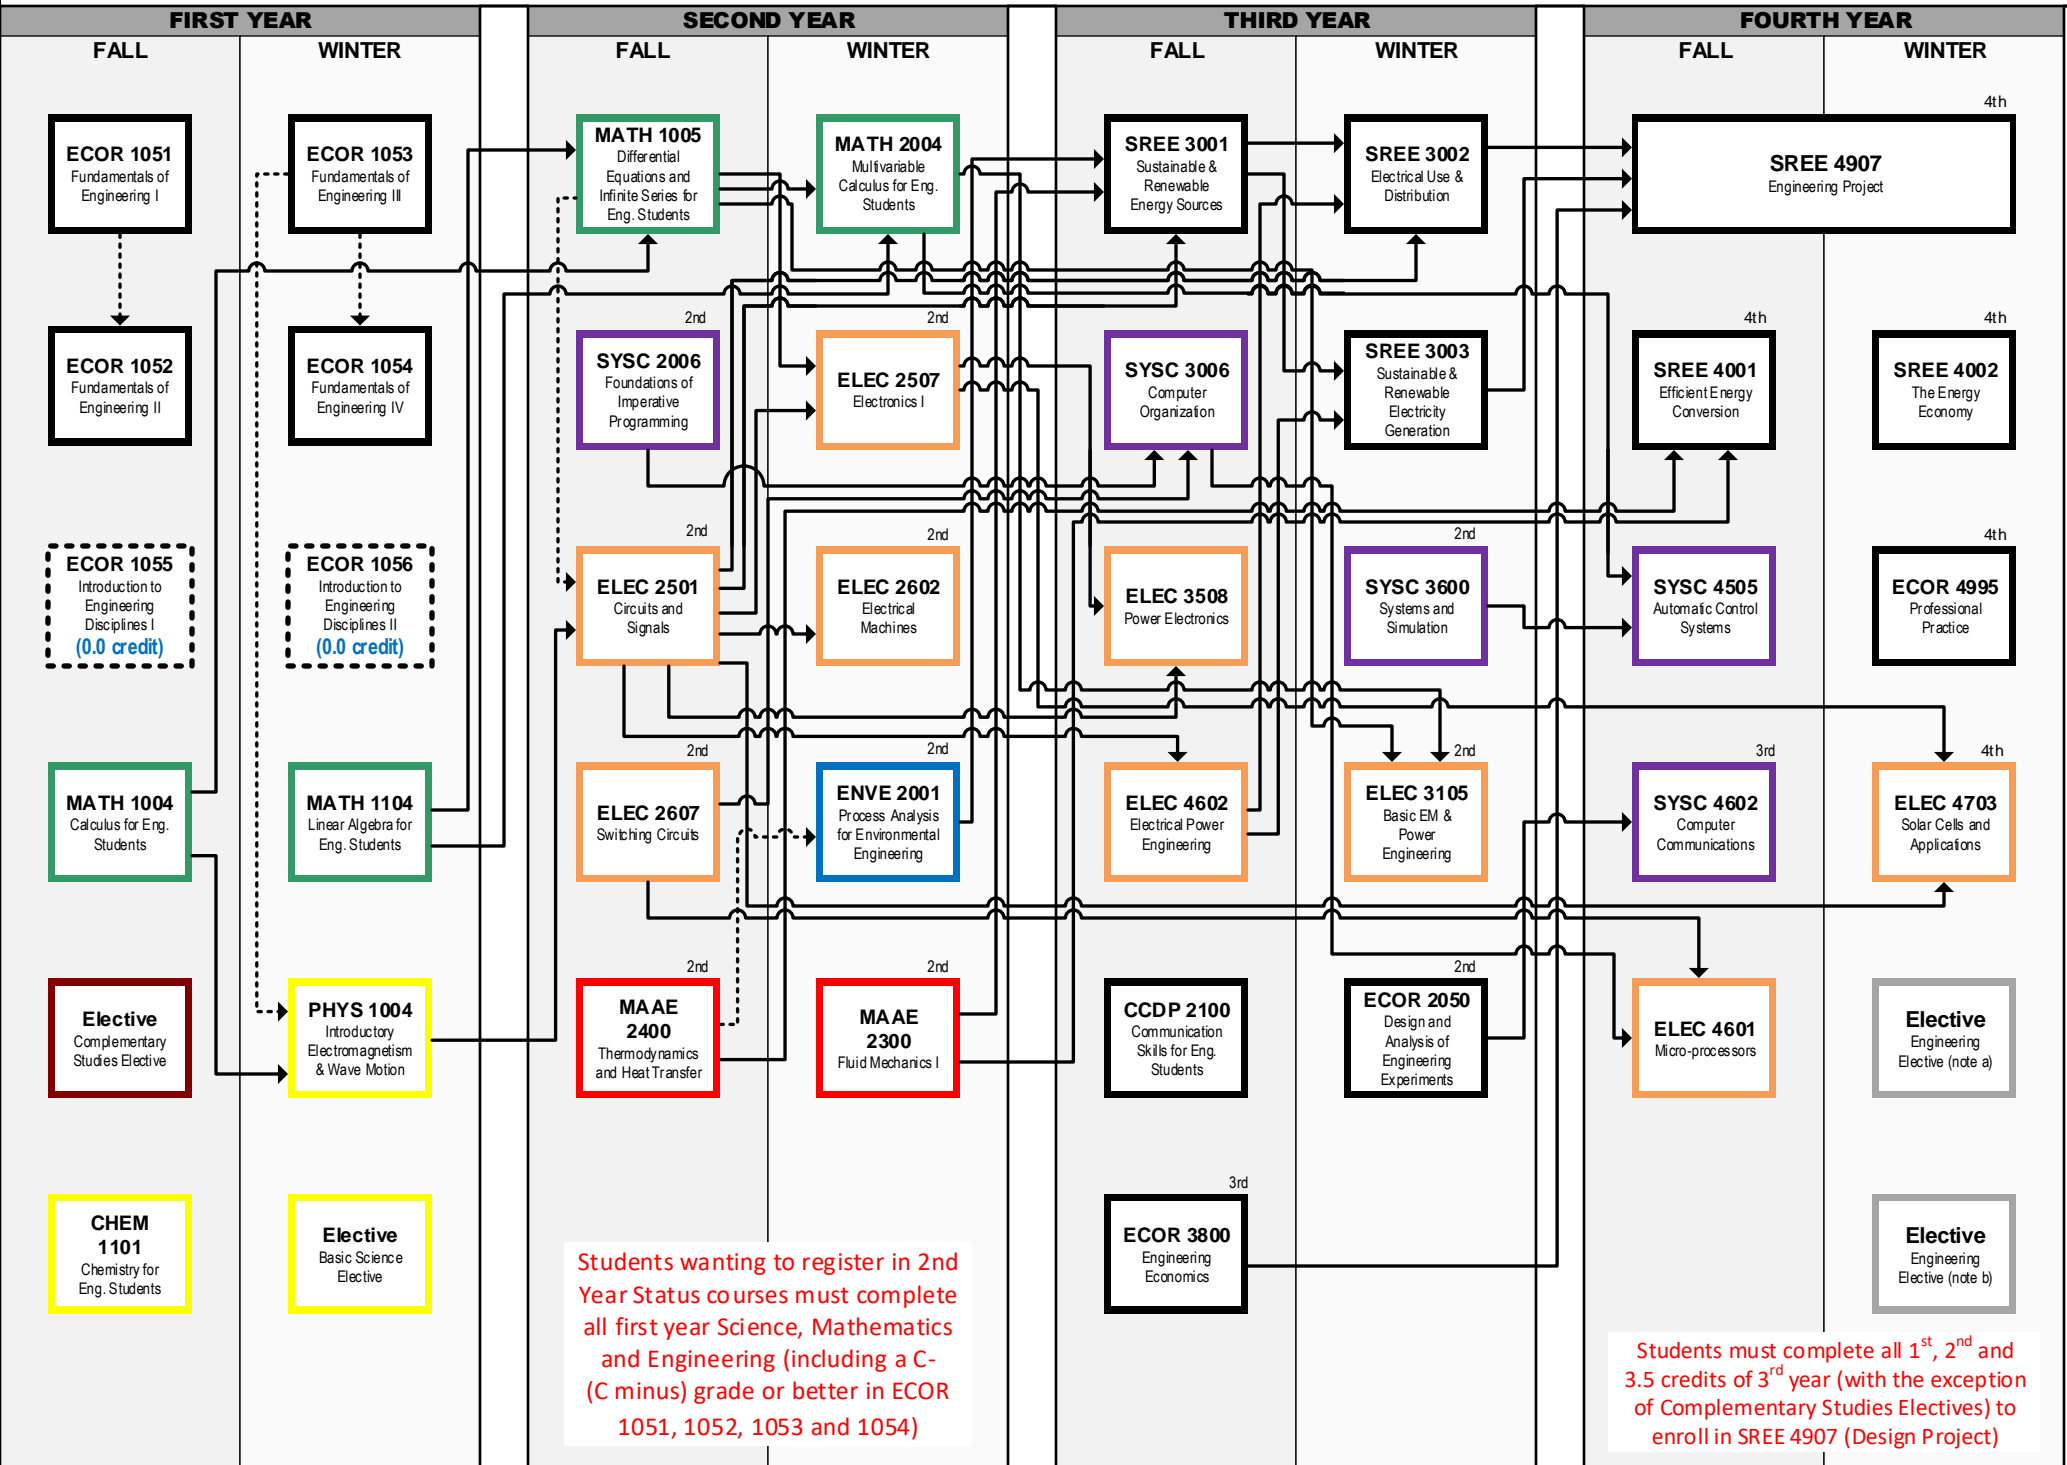 FIRST YEAR
SECOND YEAR
THIRD YEAR
FOURTH YEAR
FALL
WINTER
FALL
WINTER
FALL
WINTER
FALL
WINTER
ECOR 1051
Fundamentals of
Engineering I
ECOR 1053
Fundamentals of
Engineering III
MATH 1005
Differential
Equations and
Infinite Series for
Eng. Students
MATH 2004
Multivariable
Calculus for Eng.
Students
SREE 3001
Sustainable &
Renewable
Energy Sources
SREE 3002
Electrical Use &
Distribution
4th
SREE 4907
Engineering Project
ECOR 1052
Fundamentals of
Engineering II
ECOR 1054
Fundamentals of
Engineering IV
2nd
SYSC 2006
Foundations of
Imperative
Programming
2nd
ELEC 2507
Electronics I
SYSC 3006
Computer
Organization
SREE 3003
Sustainable &
Renewable
Electricity
Generation
4th
SREE 4001
Efficient Energy
Conversion
4th
SREE 4002
The Energy
Economy
ECOR 1055
Introduction to
Engineering
Disciplines I
(0.0 credit)
ECOR 1056
Introduction to
Engineering
Disciplines II
(0.0 credit)
2nd
ELEC 2501
Circuits and
Signals
2nd
ELEC 2602
Electrical
Machines
ELEC 3508
Power Electronics
2nd
SYSC 3600
Systems and
Simulation
SYSC 4505
Automatic Control
Systems
4th
ECOR 4995
Professional
Practice
MATH 1004
Calculus for Eng.
Students
MATH 1104
Linear Algebra for
Eng. Students
2nd
ELEC 2607
Switching Circuits
2nd
ENVE 2001
Process Analysis
for Environmental
Engineering
ELEC 4602
Electrical Power
Engineering
2nd
ELEC 3105
Basic EM &
Power
Engineering
3rd
SYSC 4602
Computer
Communications
4th
ELEC 4703
Solar Cells and
Applications
Elective
Complementary
Studies Elective
PHYS 1004
Introductory
Electromagnetism
& Wave Motion
2nd
MAAE
2400
Thermodynamics
and Heat Transfer
2nd
MAAE
2300
Fluid Mechanics I
CCDP 2100
Communication
Skills for Eng.
Students
2nd
ECOR 2050
Design and
Analysis of
Engineering
Experiments
ELEC 4601
Micro-processors
Elective
Engineering
Elective (note a)
CHEM
1101
Chemistry for
Eng. Students
Elective
Basic Science
Elective
3rd
ECOR 3800
Engineering
Economics
Elective
Engineering
Elective (note b)
Students wanting to register in 2nd
Year Status courses must complete
all first year Science, Mathematics
and Engineering (including a C-
(C minus) grade or better in ECOR
1051, 1052, 1053 and 1054)
Students must complete all 1st, 2nd and
3.5 credits of 3rd year (with the exception
of Complementary Studies Electives) to
enroll in SREE 4907 (Design Project)